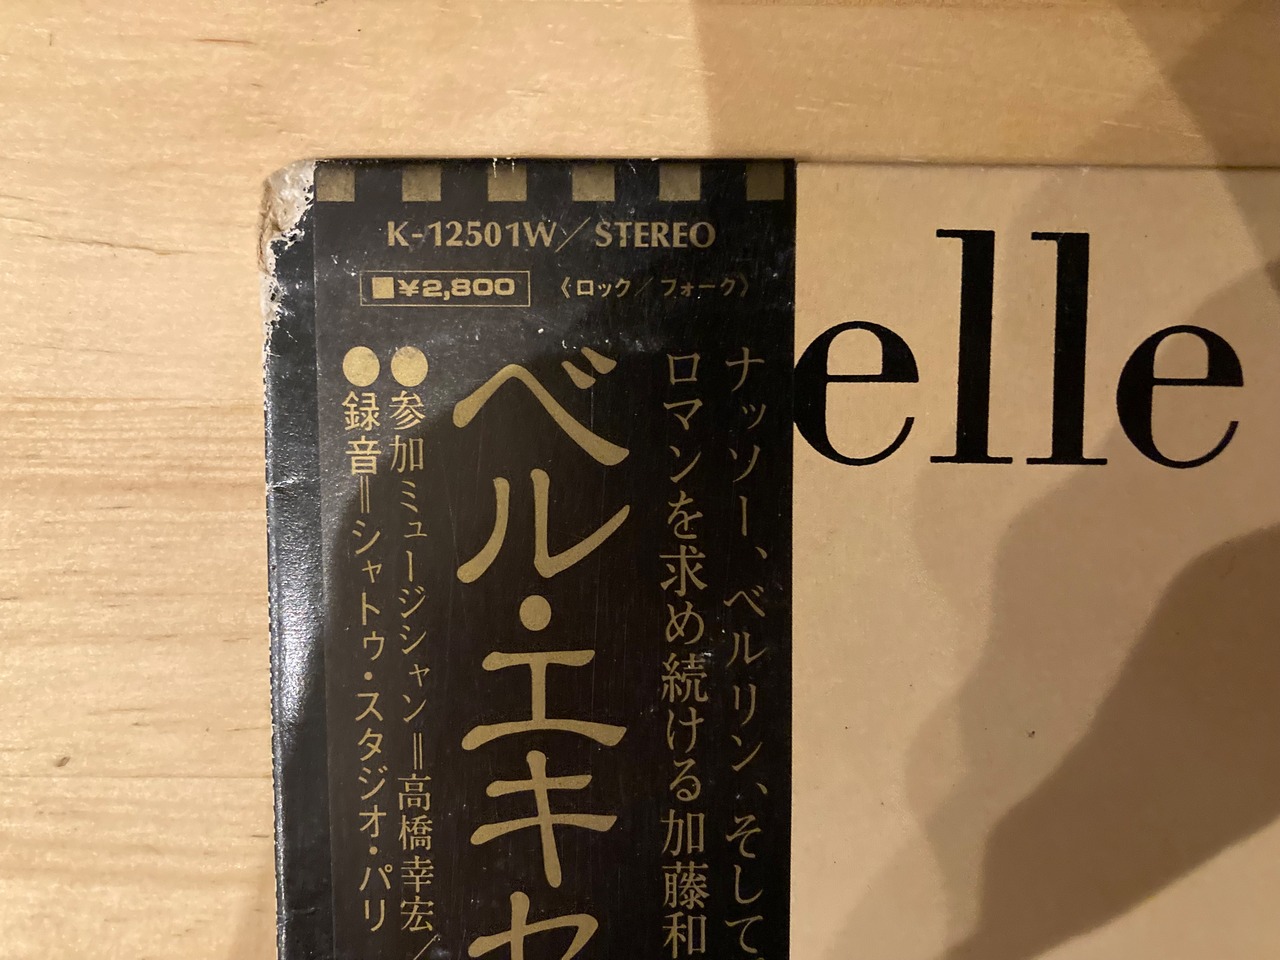 K-12501W／STEREO
■¥2,800 《ロック／フォーク》
ナッソー、ベルリン、そして、
ロマンを求め続ける加藤和
ベル・エキセ
●参加ミュージシャン＝高橋幸宏／
●録音＝シャトゥ・スタジオ・パリ
elle